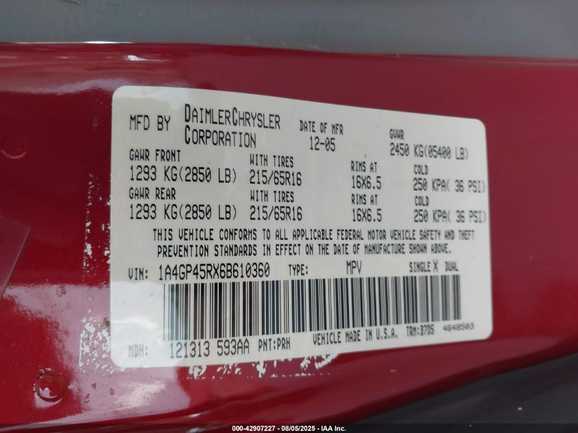 MFD BY DAIMLERCHRYSLER CORPORATION DATE OF MFR 12-05 GVWR 2450 KG(05400 LB)
GAWR FRONT WITH TIRES RIMS AT COLD
1293 KG(2850 LB) 215/65R16 16X6.5 250 KPA( 36 PSI)
GAWR REAR WITH TIRES RIMS AT COLD
1293 KG(2850 LB) 215/65R16 16X6.5 250 KPA( 36 PSI)
THIS VEHICLE CONFORMS TO ALL APPLICABLE FEDERAL MOTOR VEHICLE SAFETY AND THEFT
PREVENTION STANDARDS IN EFFECT ON THE DATE OF MANUFACTURE SHOWN ABOVE.
VIN: 1A4GP45RX6B610360 TYPE: MPV SINGLE X DUAL
MDH: 121313 593AA PNT:PRH VEHICLE MADE IN U.S.A. TRM:
000-42907227 - 08/05/2025 - IAA Inc.